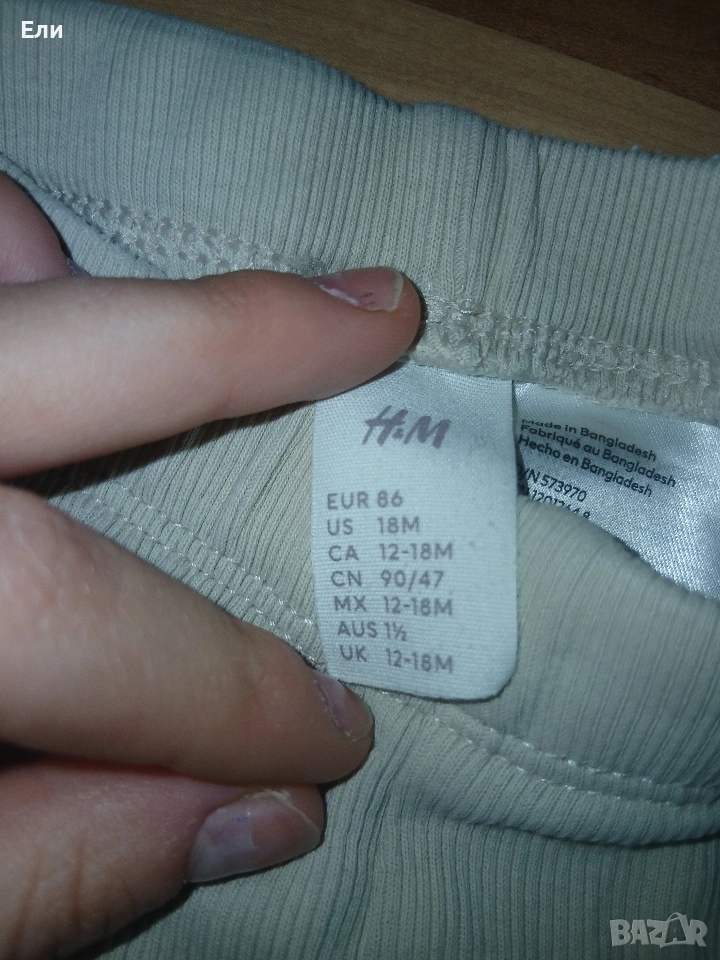 Ели
H&M
EUR 86
US 18M
CA 12-18M
CN 90/47
MX 12-18M
AUS 1½
UK 12-18M
Made in Bangladesh
Fabriqué au Bangladesh
Hecho en Bangladesh
573970
BAZAR